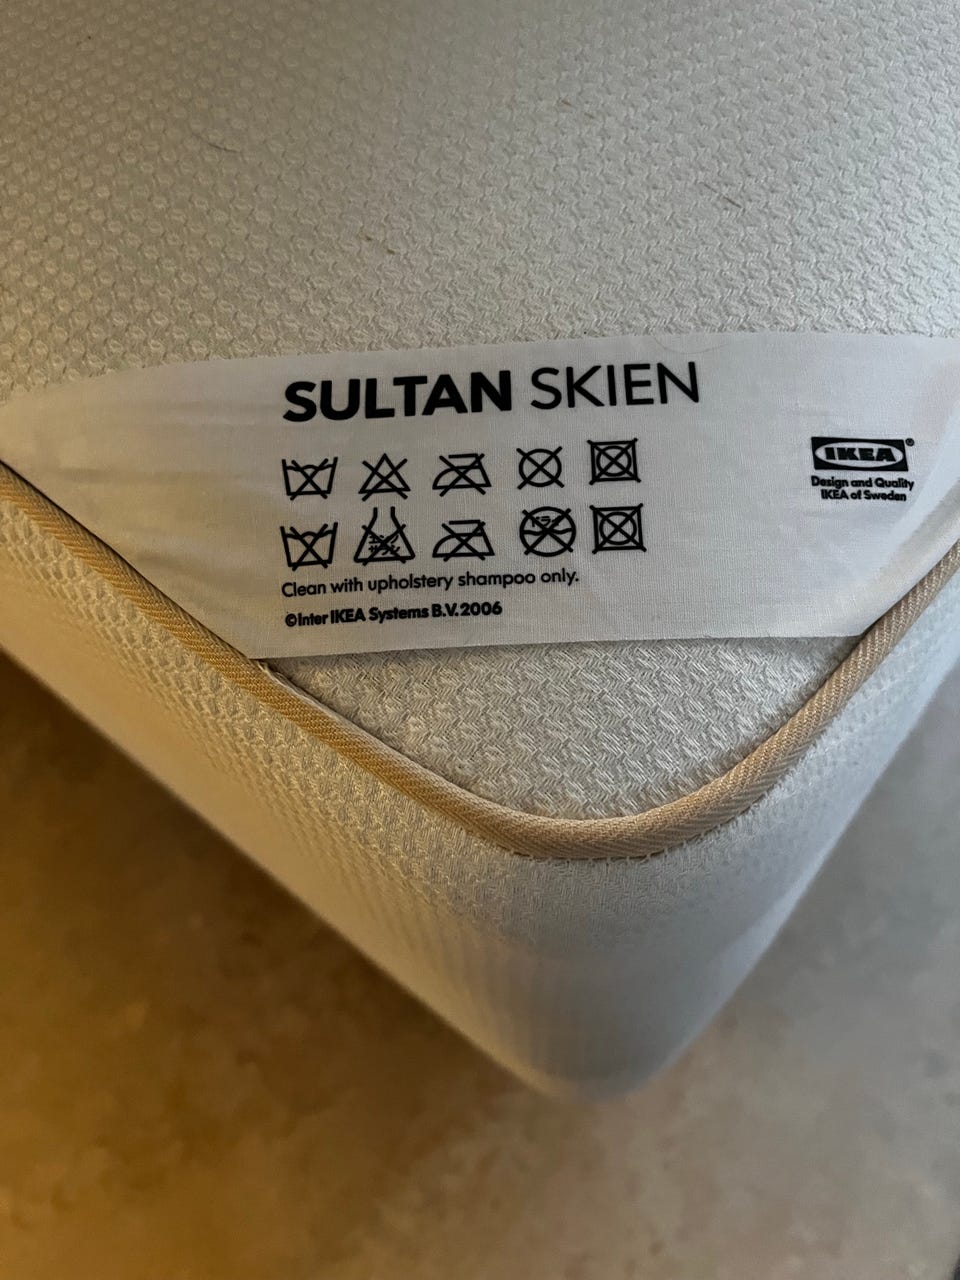 SULTAN SKIEN
IKEA®
Design and Quality
IKEA of Sweden
Clean with upholstery shampoo only.
©Inter IKEA Systems B.V. 2006